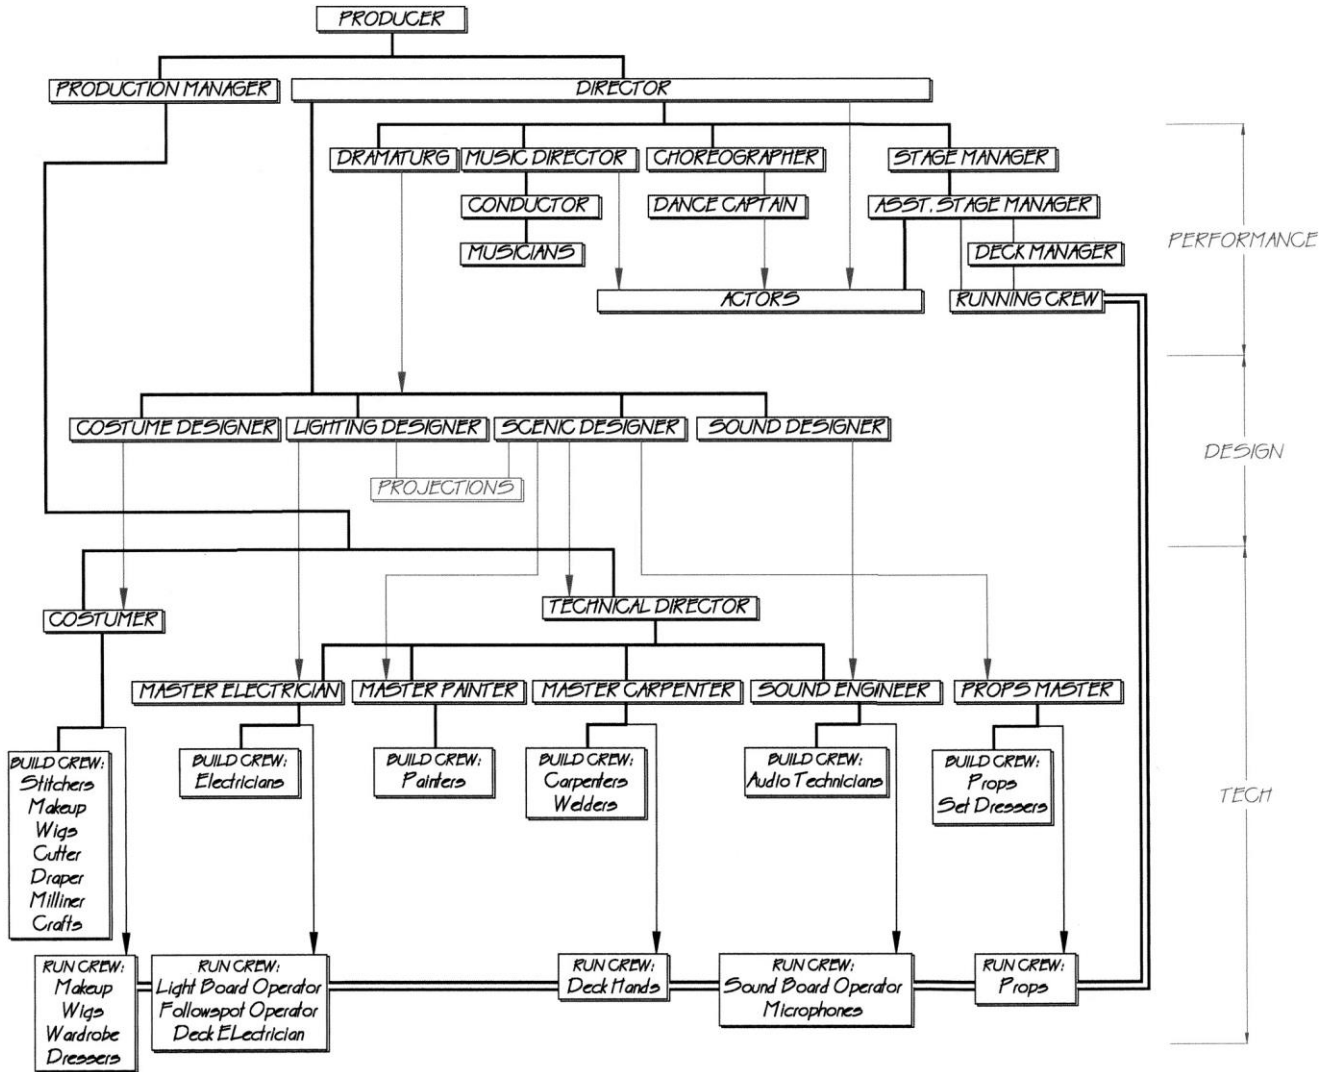 PRODUCER
PRODUCTION MANAGER
DIRECTOR
DRAMATURG
MUSIC DIRECTOR
CHOREOGRAPHER
STAGE MANAGER
CONDUCTOR
DANCE CAPTAIN
ASST. STAGE MANAGER
MUSICIANS
DECK MANAGER
PERFORMANCE
ACTORS
RUNNING CREW
COSTUME DESIGNER
LIGHTING DESIGNER
SCENIC DESIGNER
SOUND DESIGNER
DESIGN
PROJECTIONS
COSTUMER
TECHNICAL DIRECTOR
MASTER ELECTRICIAN
MASTER PAINTER
MASTER CARPENTER
SOUND ENGINEER
PROPS MASTER
TECH
BUILD CREW:
Stitchers
Makeup
Wigs
Cutter
Draper
Milliner
Crafts
BUILD CREW:
Electricians
BUILD CREW:
Painters
BUILD CREW:
Carpenters
Welders
BUILD CREW:
Audio Technicians
BUILD CREW:
Props
Set Dressers
RUN CREW:
Makeup
Wigs
Wardrobe
Dressers
RUN CREW:
Light Board Operator
Followspot Operator
Deck ELectrician
RUN CREW:
Deck Hands
RUN CREW:
Sound Board Operator
Microphones
RUN CREW:
Props